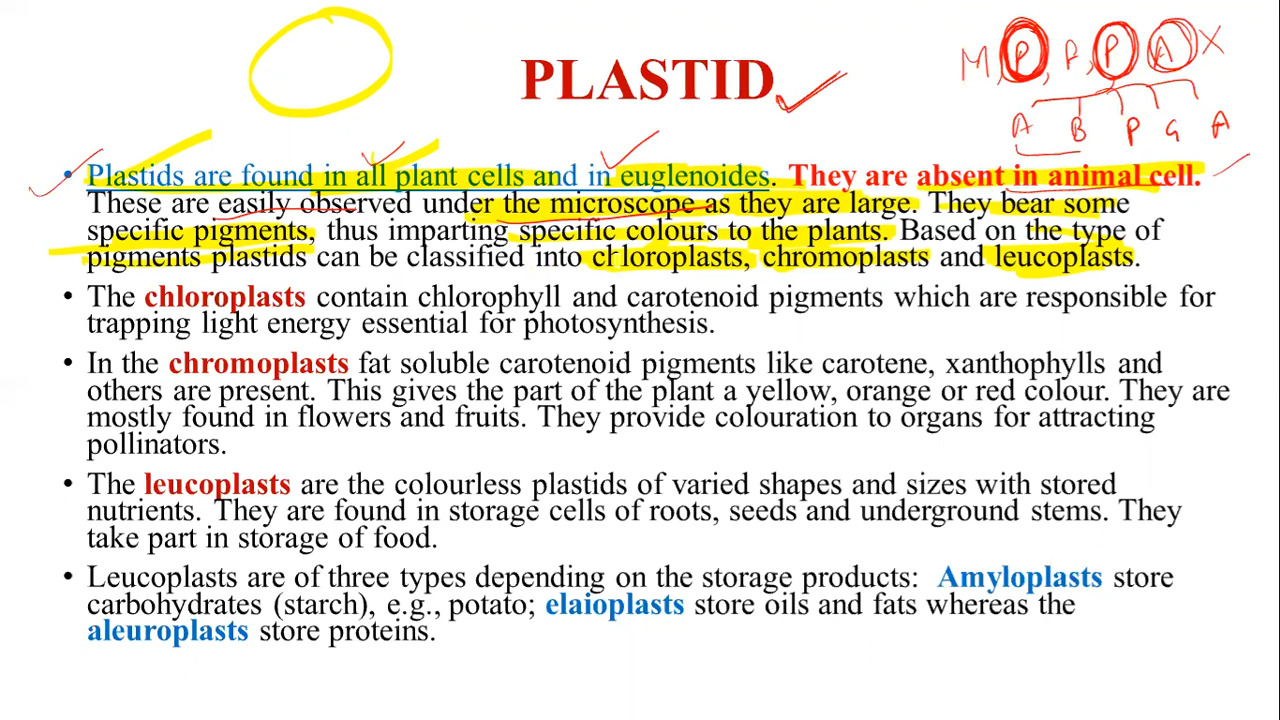 M, P, F, P A X
PLASTID
A B P G A
• Plastids are found in all plant cells and in euglenoides. They are absent in animal cell.
These are easily observed under the microscope as they are large. They bear some
specific pigments, thus imparting specific colours to the plants. Based on the type of
pigments plastids can be classified into chloroplasts, chromoplasts and leucoplasts.
• The chloroplasts contain chlorophyll and carotenoid pigments which are responsible for
trapping light energy essential for photosynthesis.
• In the chromoplasts fat soluble carotenoid pigments like carotene, xanthophylls and
others are present. This gives the part of the plant a yellow, orange or red colour. They are
mostly found in flowers and fruits. They provide colouration to organs for attracting
pollinators.
• The leucoplasts are the colourless plastids of varied shapes and sizes with stored
nutrients. They are found in storage cells of roots, seeds and underground stems. They
take part in storage of food.
• Leucoplasts are of three types depending on the storage products: Amyloplasts store
carbohydrates (starch), e.g., potato; elaioplasts store oils and fats whereas the
aleuroplasts store proteins.